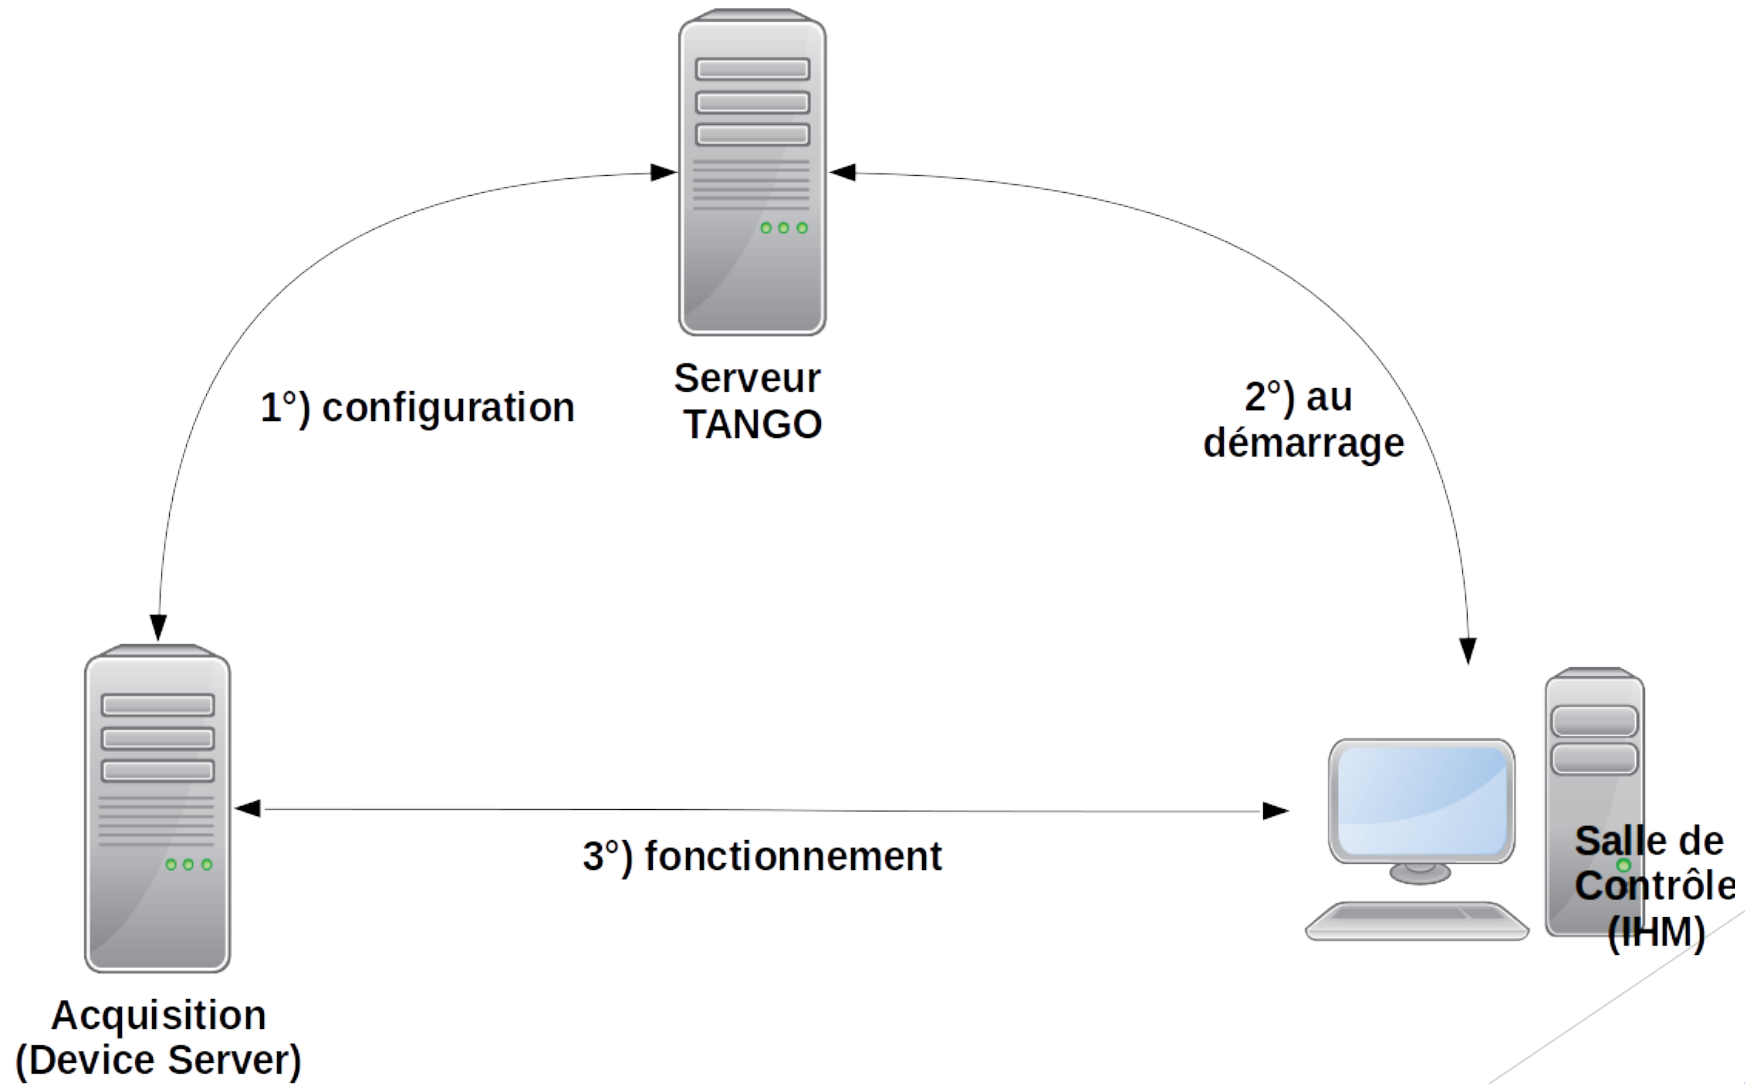 Serveur
TANGO
1°) configuration
2°) au
démarrage
3°) fonctionnement
Salle de
Contrôle
(IHM)
Acquisition
(Device Server)